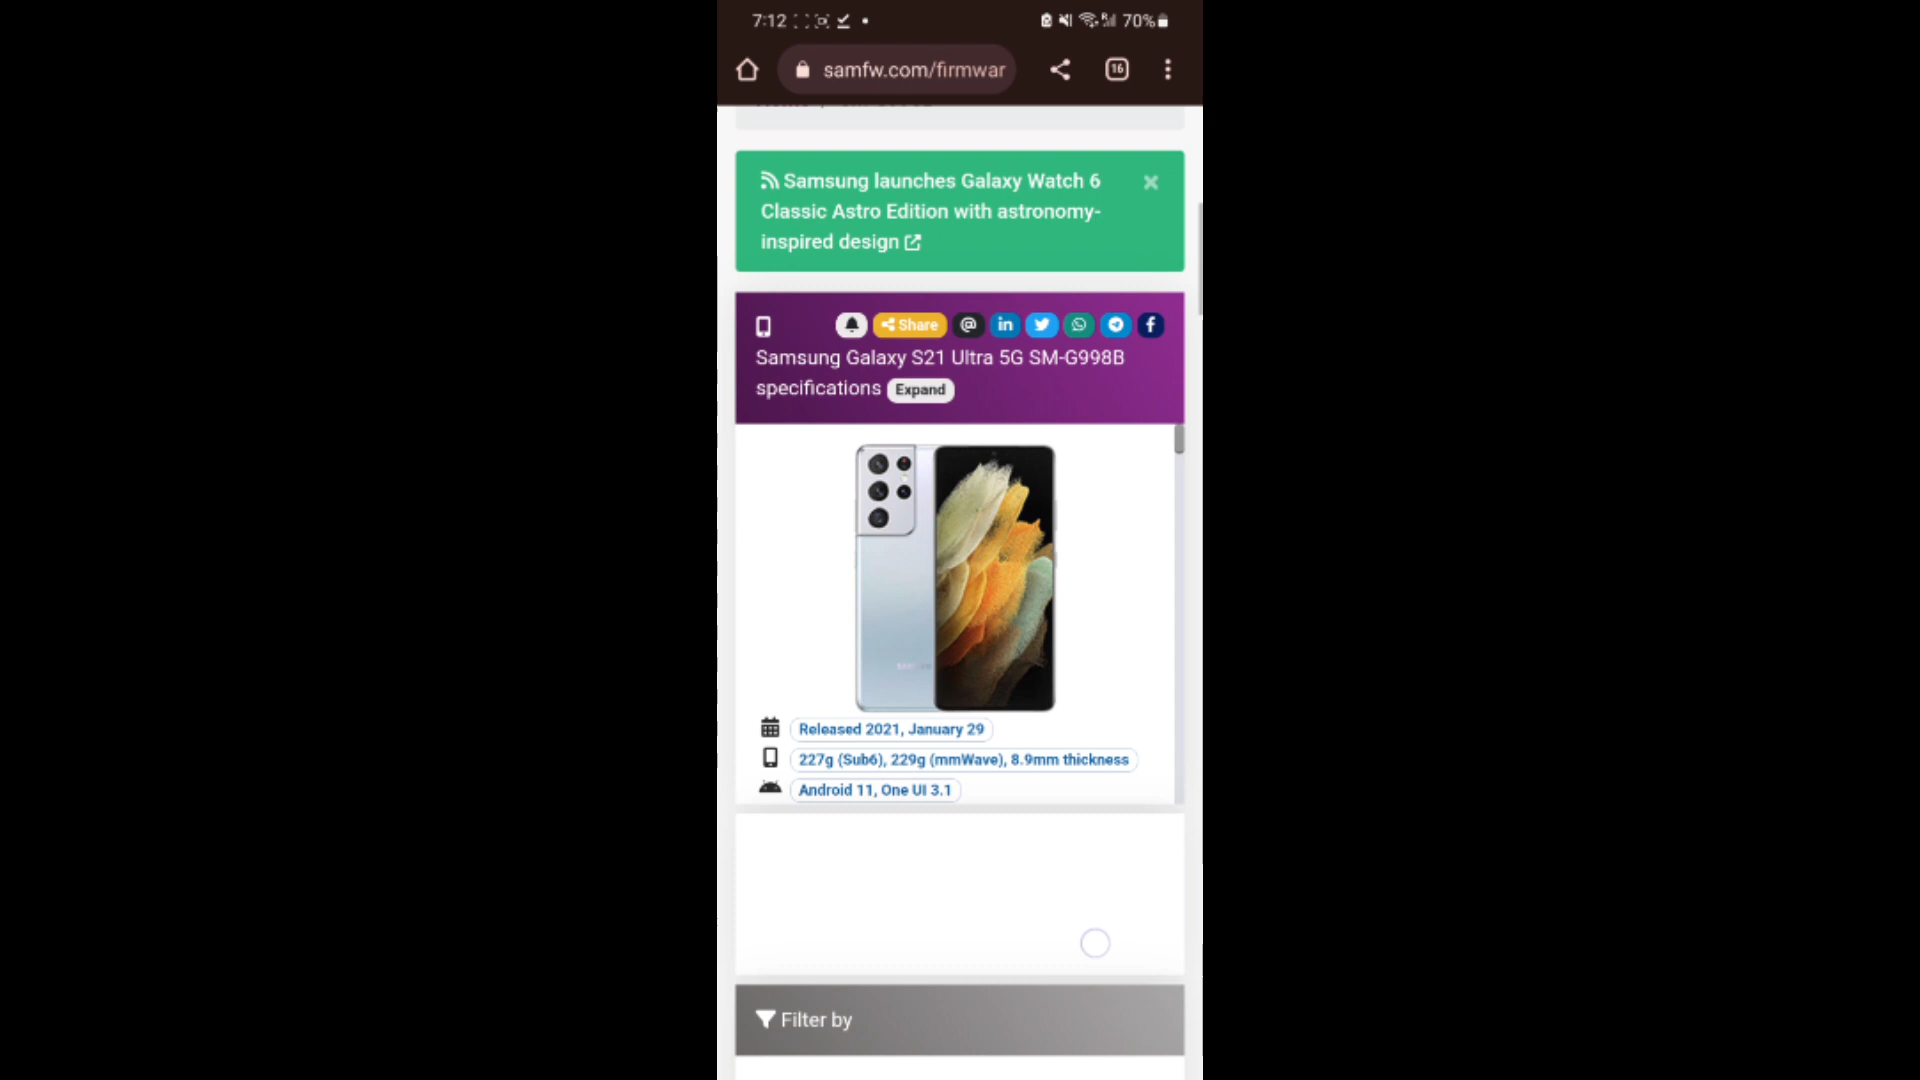 7:12
70%
samfw.com/firmwar
16
Samsung launches Galaxy Watch 6
Classic Astro Edition with astronomy-
inspired design
Share
Samsung Galaxy S21 Ultra 5G SM-G998B
specifications Expand
Released 2021, January 29
227g (Sub6), 229g (mmWave), 8.9mm thickness
Android 11, One UI 3.1
Filter by